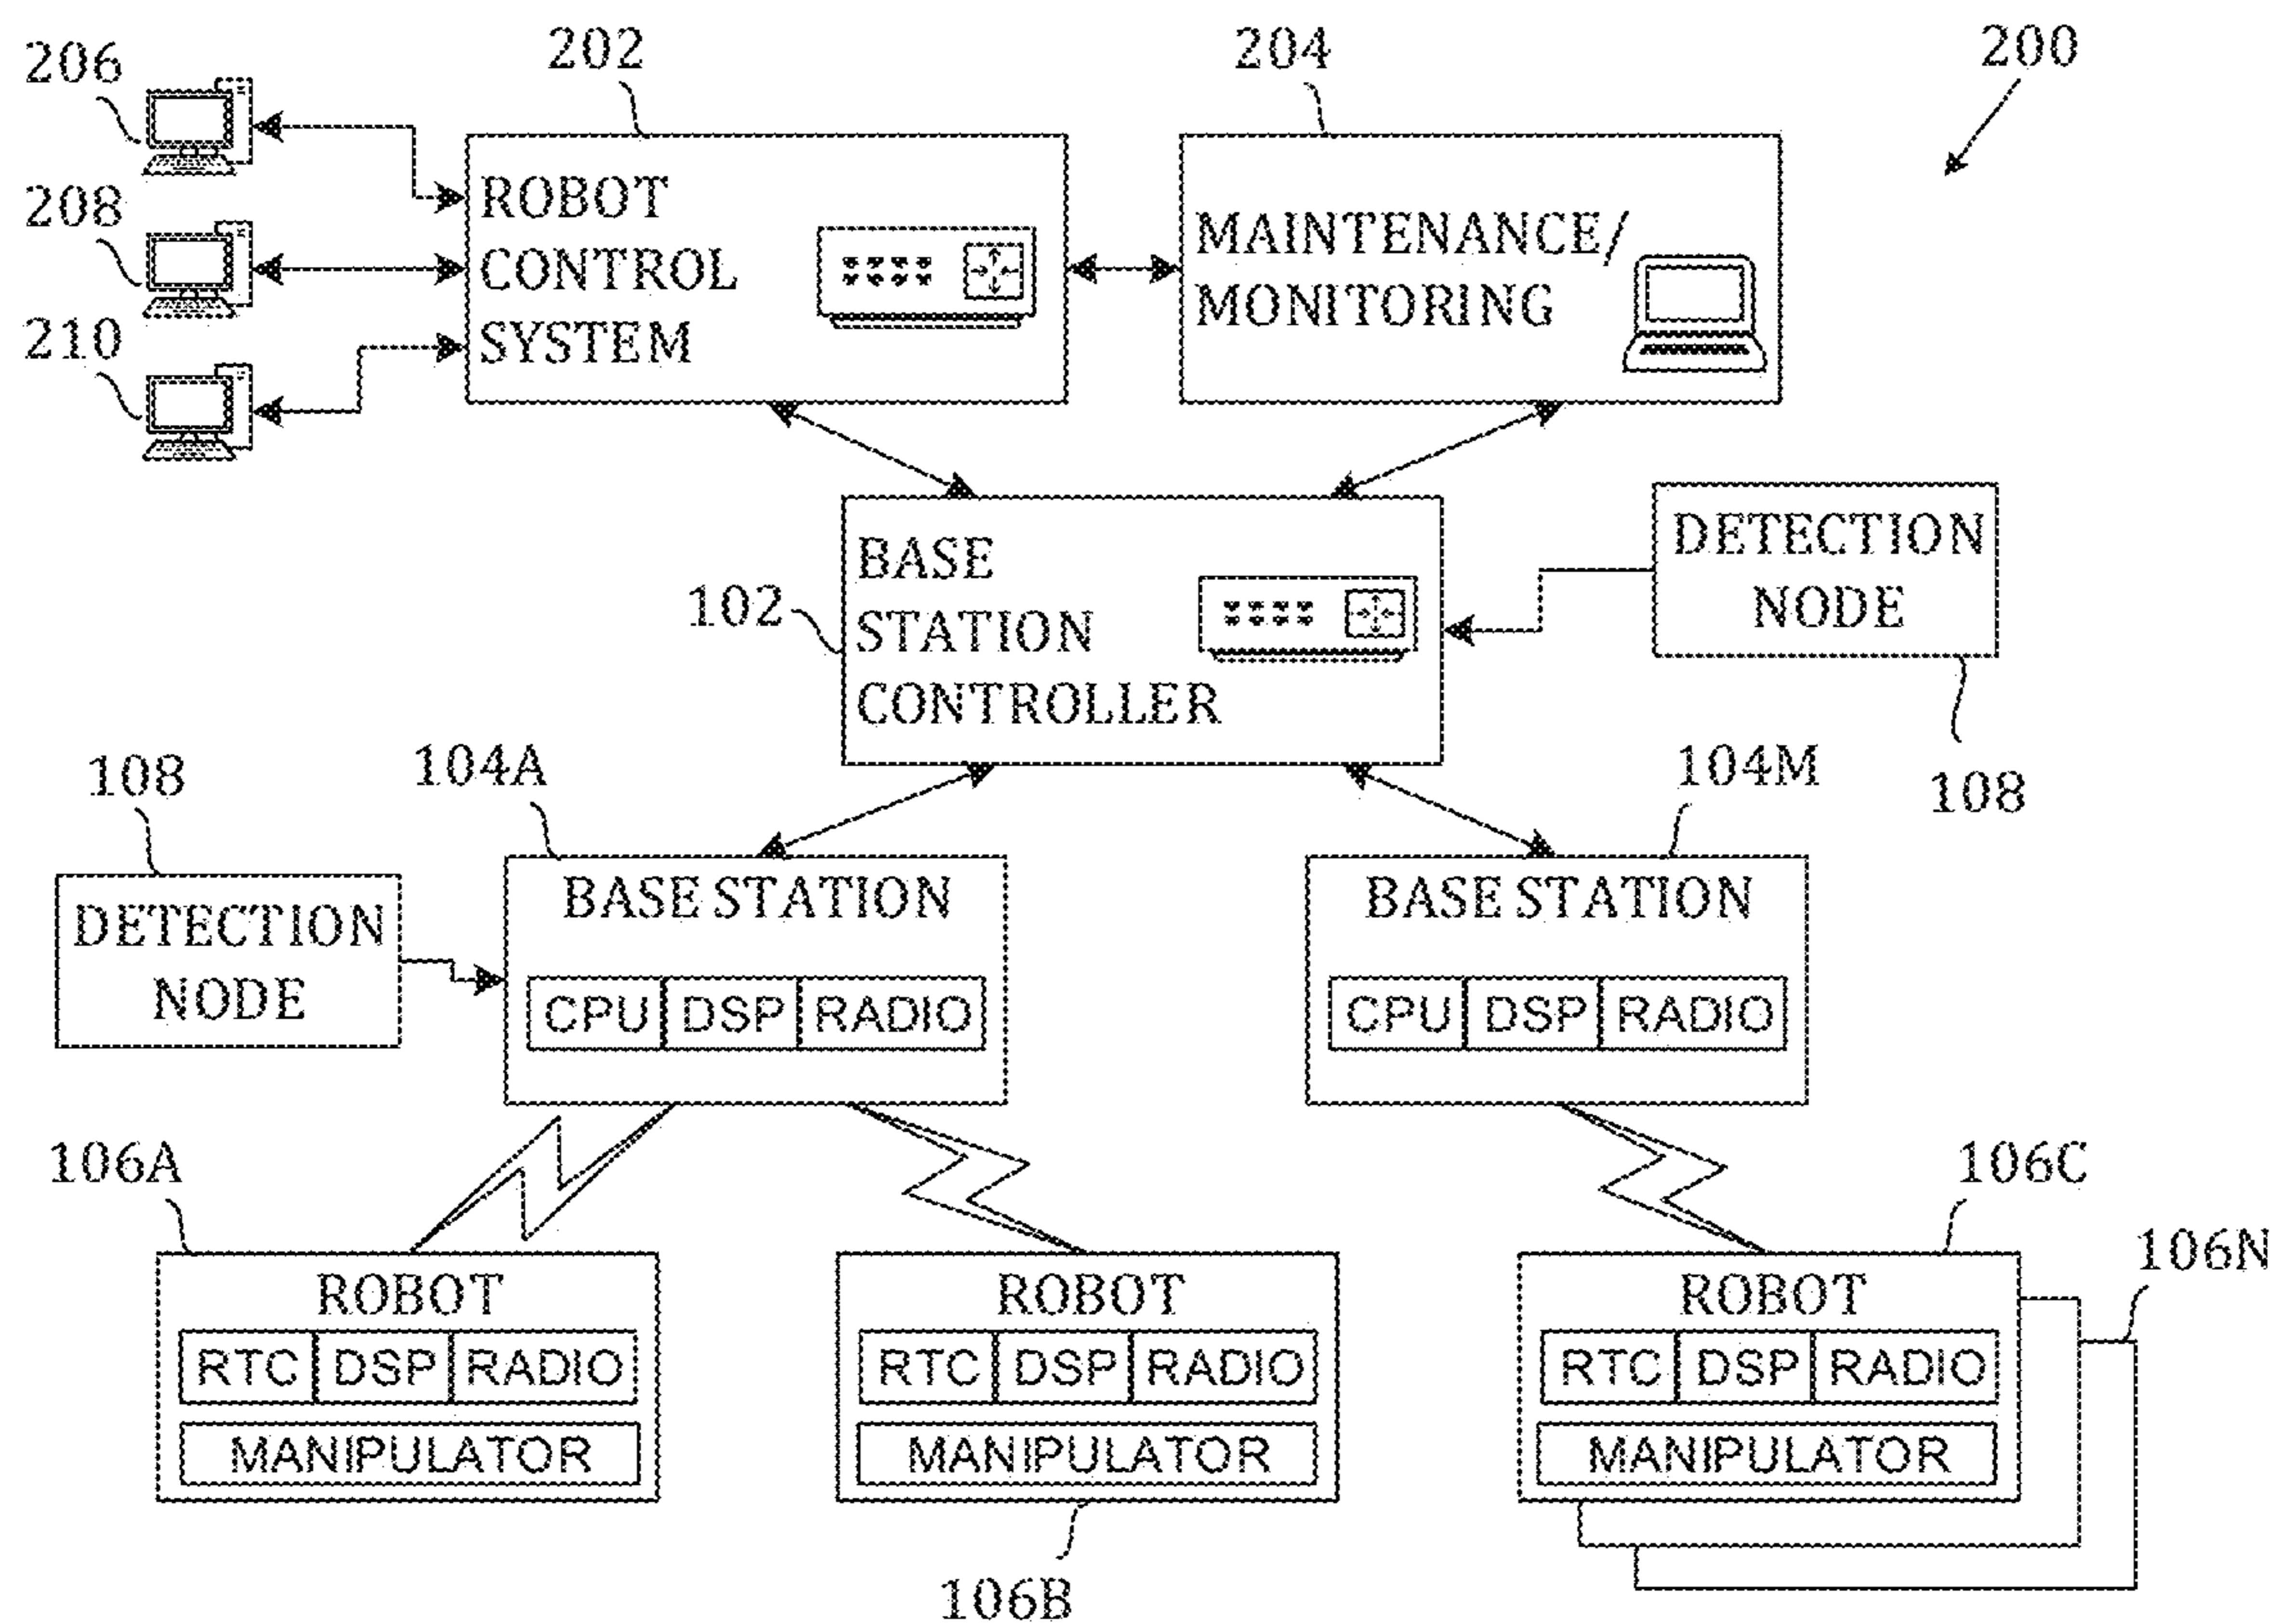 206
202
204
200
208
210
ROBOT
CONTROL
SYSTEM
MAINTENANCE/
MONITORING
102
BASE
STATION
CONTROLLER
DETECTION
NODE
108
108
104A
104M
DETECTION
NODE
BASE STATION
CPU DSP RADIO
BASE STATION
CPU DSP RADIO
106A
106C
106N
ROBOT
RTC DSP RADIO
MANIPULATOR
ROBOT
RTC DSP RADIO
MANIPULATOR
106B
ROBOT
RTC DSP RADIO
MANIPULATOR